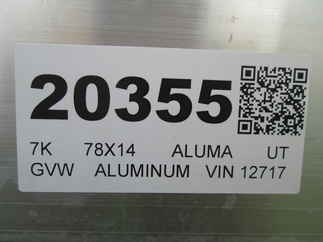 20355
7K 78X14 ALUMA UT
GVW ALUMINUM VIN 12717